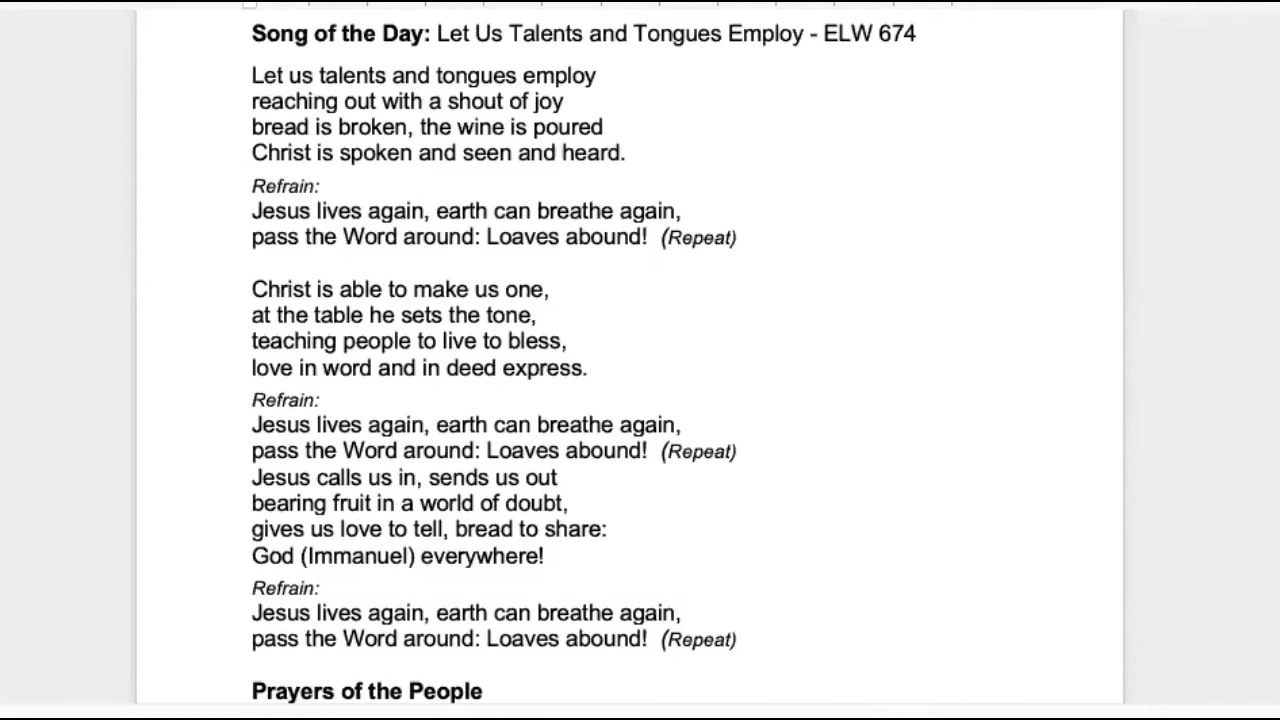 Song of the Day: Let Us Talents and Tongues Employ - ELW 674
Let us talents and tongues employ
reaching out with a shout of joy
bread is broken, the wine is poured
Christ is spoken and seen and heard.
Refrain:
Jesus lives again, earth can breathe again,
pass the Word around: Loaves abound! (Repeat)
Christ is able to make us one,
at the table he sets the tone,
teaching people to live to bless,
love in word and in deed express.
Refrain:
Jesus lives again, earth can breathe again,
pass the Word around: Loaves abound! (Repeat)
Jesus calls us in, sends us out
bearing fruit in a world of doubt,
gives us love to tell, bread to share:
God (Immanuel) everywhere!
Refrain:
Jesus lives again, earth can breathe again,
pass the Word around: Loaves abound! (Repeat)
Prayers of the People